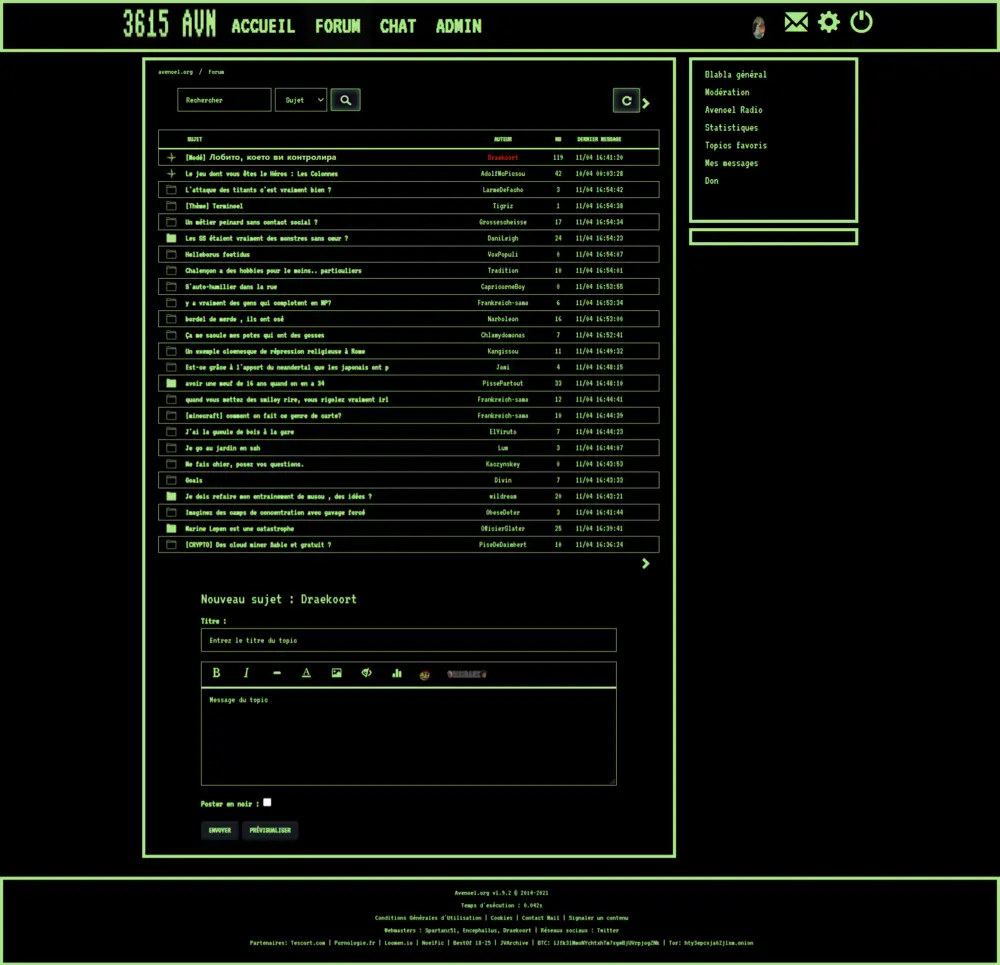 3615 AVN ACCUEIL FORUM CHAT ADMIN
avenoel.org / forum
Rechercher Sujet
SUJET AUTEUR NB DERNIER MESSAGE
[Modé] Лобито, което ви контролира Draekoort 119 11/04 16:41:20
Le jeu dont vous êtes le Héros : Les Colonnes AdolfMcPicsou 42 10/04 00:03:28
L'attaque des titans c'est vraiment bien ? LarmeDeFacho 3 11/04 16:54:42
[Thème] Terminoel Tigriz 1 11/04 16:54:38
Un métier peinard sans contact social ? Grossescheisse 17 11/04 16:54:34
Les SS étaient vraiment des monstres sans cœur ? DaniLeigh 24 11/04 16:54:23
Helleborus foetidus VoxPopuli 0 11/04 16:54:07
Chalençon a des hobbies pour le moins.. particuliers Tradition 10 11/04 16:54:01
S'auto-humilier dans la rue CapricorneBoy 0 11/04 16:53:55
y a vraiment des gens qui complotent en MP? Frankreich-sama 6 11/04 16:53:34
bordel de merde , ils ont osé Narboleon 16 11/04 16:53:00
Ça me saoule mes potes qui ont des gosses Chlamydomonas 7 11/04 16:52:41
Un exemple clownesque de répression religieuse à Rome Kangissou 11 11/04 16:49:32
Est-ce grâce à l'apport du neandertal que les japonais ont p Jami 4 11/04 16:48:15
avoir une meuf de 16 ans quand en en a 34 PissePartout 33 11/04 16:48:10
quand vous mettez des smiley rire, vous rigolez vraiment irl Frankreich-sama 12 11/04 16:44:41
[minecraft] comment on fait ce genre de carte? Frankreich-sama 10 11/04 16:44:39
J'ai la gueule de bois à la gare ElYiruta 7 11/04 16:44:23
Je go au jardin en sah Lum 3 11/04 16:44:07
Me fais chier, posez vos questions. Kaczynskey 0 11/04 16:43:53
Goals Divin 7 11/04 16:43:33
Je dois refaire mon entrainement de muscu , des idées ? mildream 20 11/04 16:43:21
Imaginez des camps de concentration avec gavage forcé ObeseDeter 3 11/04 16:41:44
Marine Lepen est une catastrophe OMisierSlater 25 11/04 16:39:41
[CRYPTO] Des cloud miner fiable et gratuit ? PisoDeDaimbert 10 11/04 16:36:24
Nouveau sujet : Draekoort
Titre :
Entrez le titre du topic
B I A
Message du topic
Poster en noir :
ENVOYER PRÉVISUALISER
Blabla général
Modération
Avenoel Radio
Statistiques
Topics favoris
Mes messages
Don
Avenoel.org v1.9.2 © 2014-2021
Temps d'exécution : 0.042s
Conditions Générales d'Utilisation | Cookies | Contact Mail | Signaler un contenu
Webmasters : Spartanz51, Encephallus, Draekoort | Réseaux sociaux : Twitter
Partenaires: Tescort.com | Pornologie.fr | Loomen.io | NoelFic | BestOf 18-25 | JVArchive | BTC: | Tor: